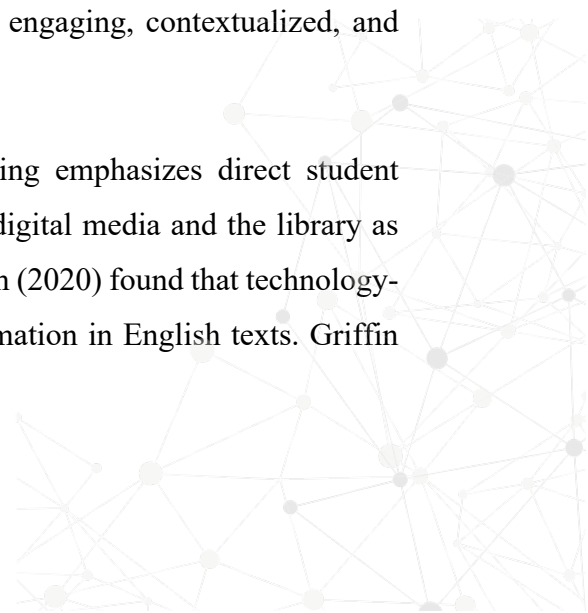 engaging, contextualized, and
ing emphasizes direct student
digital media and the library as
(2020) found that technology-
mation in English texts. Griffin